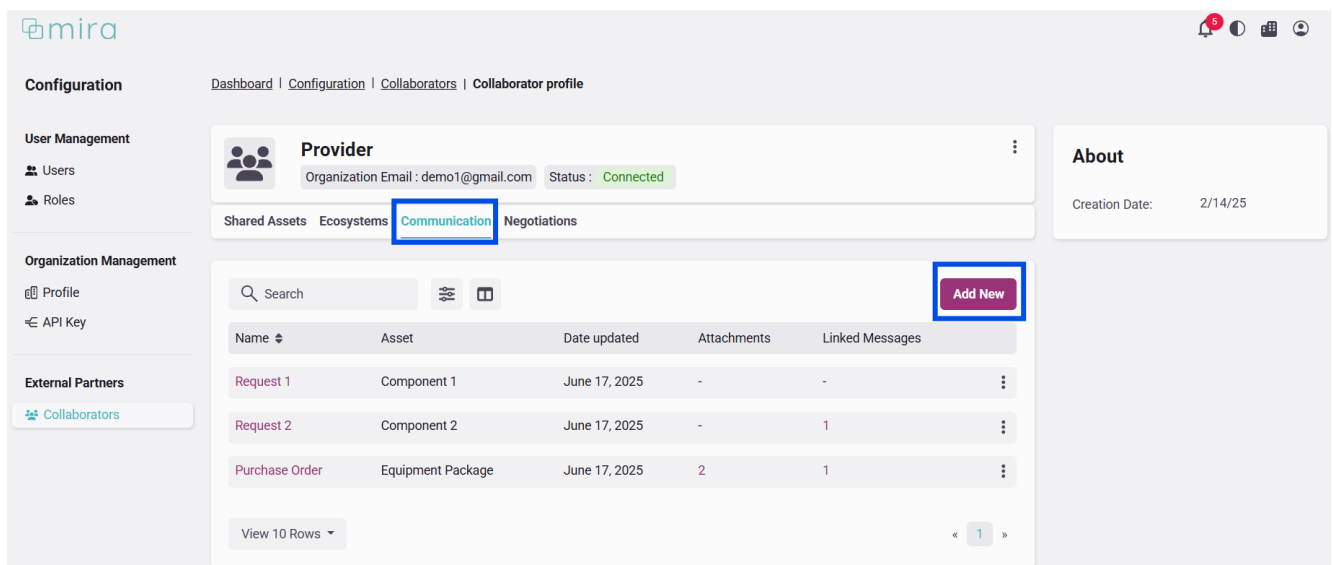 mira
5
Configuration
Dashboard | Configuration | Collaborators | Collaborator profile
User Management
Users
Roles
Organization Management
Profile
API Key
External Partners
Collaborators
Provider
Organization Email : demo1@gmail.com Status : Connected
Shared Assets Ecosystems Communication Negotiations
Search
Add New
Name Asset Date updated Attachments Linked Messages
Request 1 Component 1 June 17, 2025 - -
Request 2 Component 2 June 17, 2025 - 1
Purchase Order Equipment Package June 17, 2025 2 1
View 10 Rows
« 1 »
About
Creation Date: 2/14/25